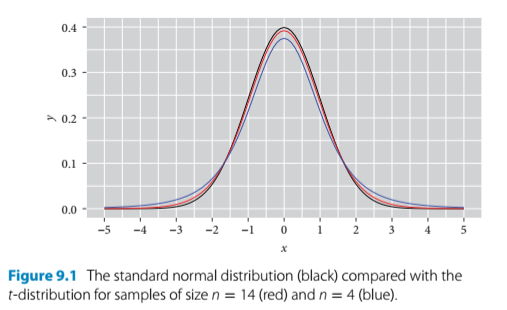 0.4
0.3
y
0.2
0.1
0.0
−5 −4 −3 −2 −1 0 1 2 3 4 5
x
Figure 9.1 The standard normal distribution (black) compared with the
t-distribution for samples of size n = 14 (red) and n = 4 (blue).